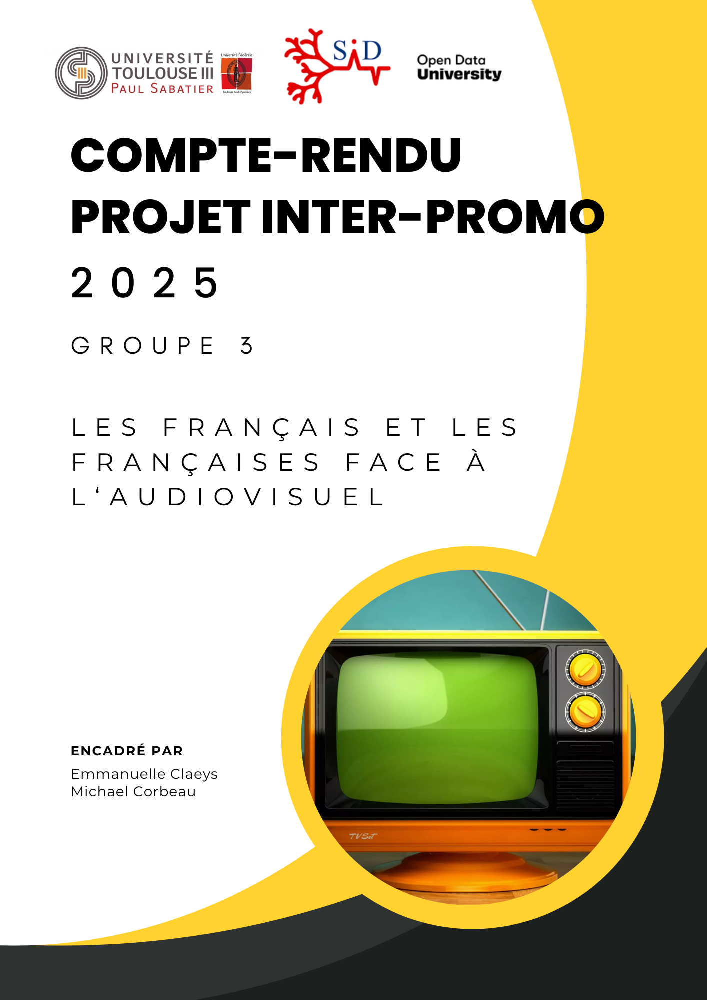 UNIVERSITÉ
TOULOUSE III
PAUL SABATIER
Université Fédérale
Toulouse Midi-Pyrénées
SiD
Open Data
University
COMPTE-RENDU
PROJET INTER-PROMO
2025
GROUPE 3
LES FRANÇAIS ET LES
FRANÇAISES FACE À
L‘AUDIOVISUEL
ENCADRÉ PAR
Emmanuelle Claeys
Michael Corbeau
TVSeT